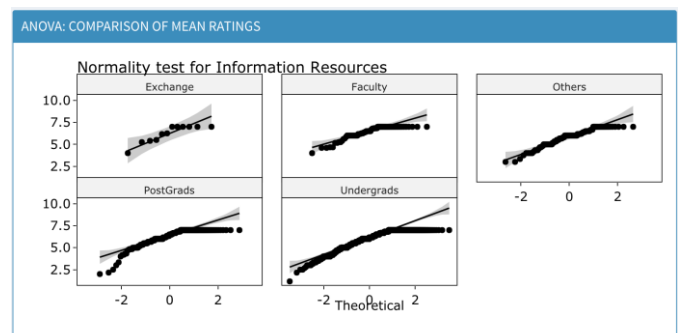 ANOVA: COMPARISON OF MEAN RATINGS
Normality test for Information Resources
Exchange
Faculty
Others
10.0
7.5
5.0
2.5
PostGrads
Undergrads
10.0
7.5
5.0
2.5
-2 0 2
-2 0 2
-2 0 2
Theoretical